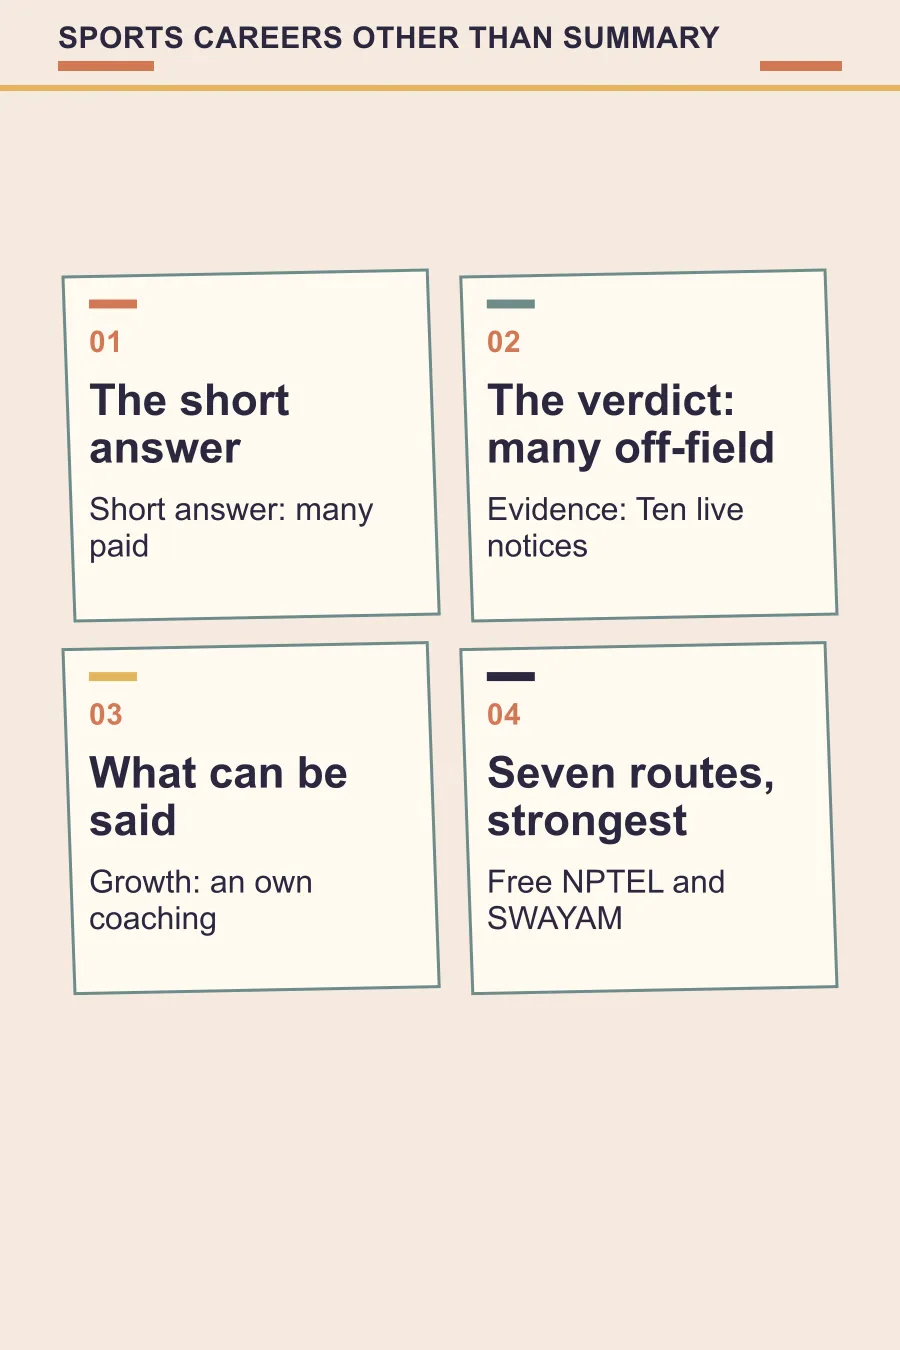 SPORTS CAREERS OTHER THAN SUMMARY
01
The short
answer
Short answer: many
paid
02
The verdict:
many off-field
Evidence: Ten live
notices
03
What can be
said
Growth: an own
coaching
04
Seven routes,
strongest
Free NPTEL and
SWAYAM